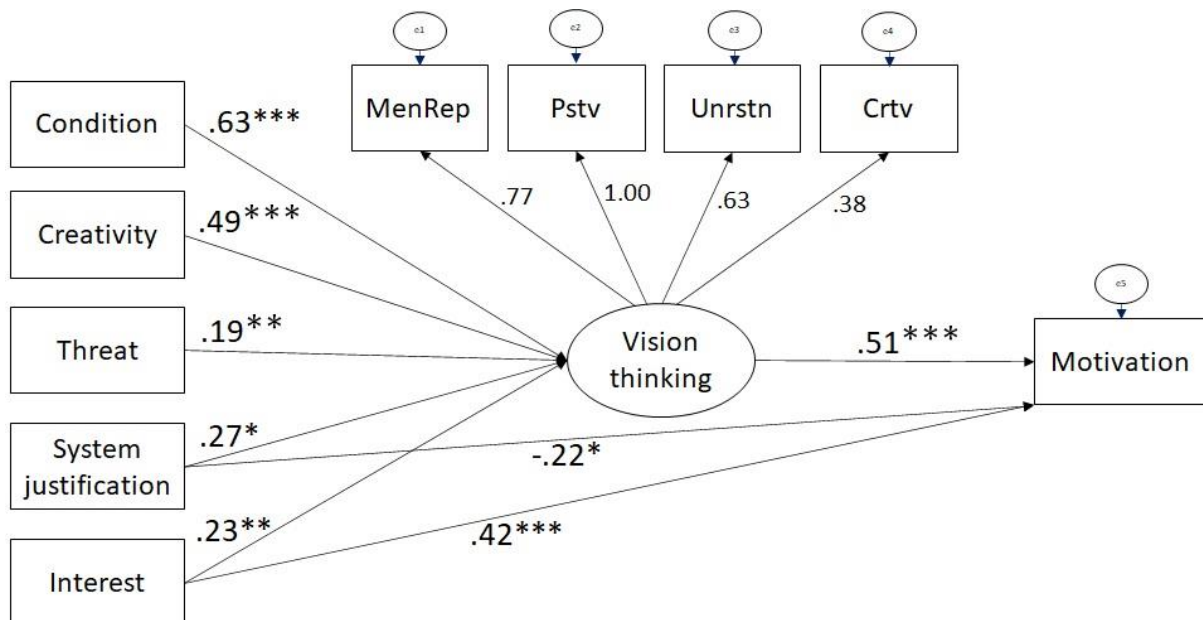 e1
e2
e3
e4
MenRep
Pstv
Unrstn
Crtv
Condition
.63***
.77
1.00
.63
.38
Creativity
.49***
e5
Threat
.19**
Vision
thinking
.51***
Motivation
System
justification
.27*
-.22*
Interest
.23**
.42***